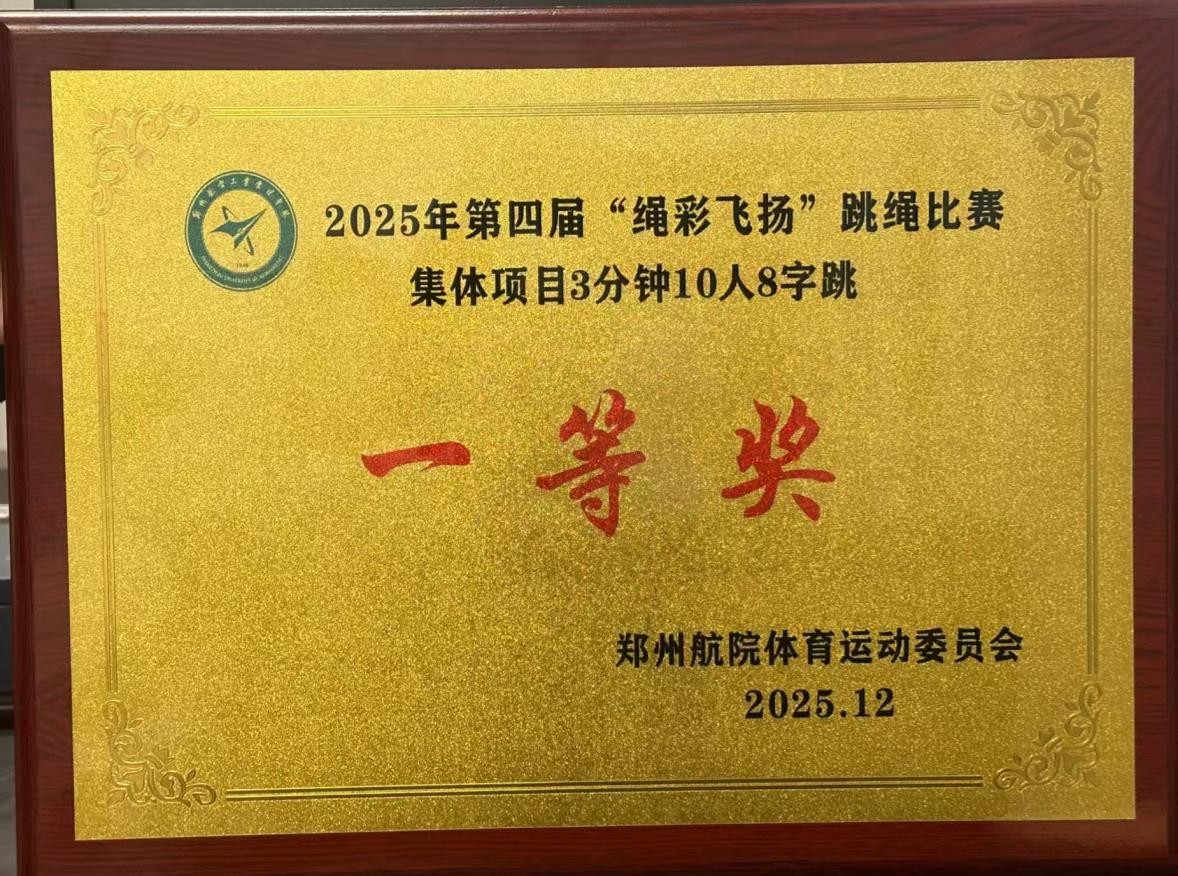 2025年第四届“绳彩飞扬”跳绳比赛
集体项目3分钟10人8字跳
一等奖
郑州航院体育运动委员会
2025.12